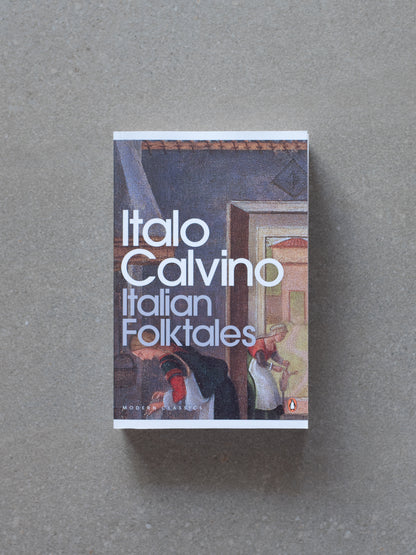 Italo
Calvino
Italian
Folktales
MODERN CLASSICS